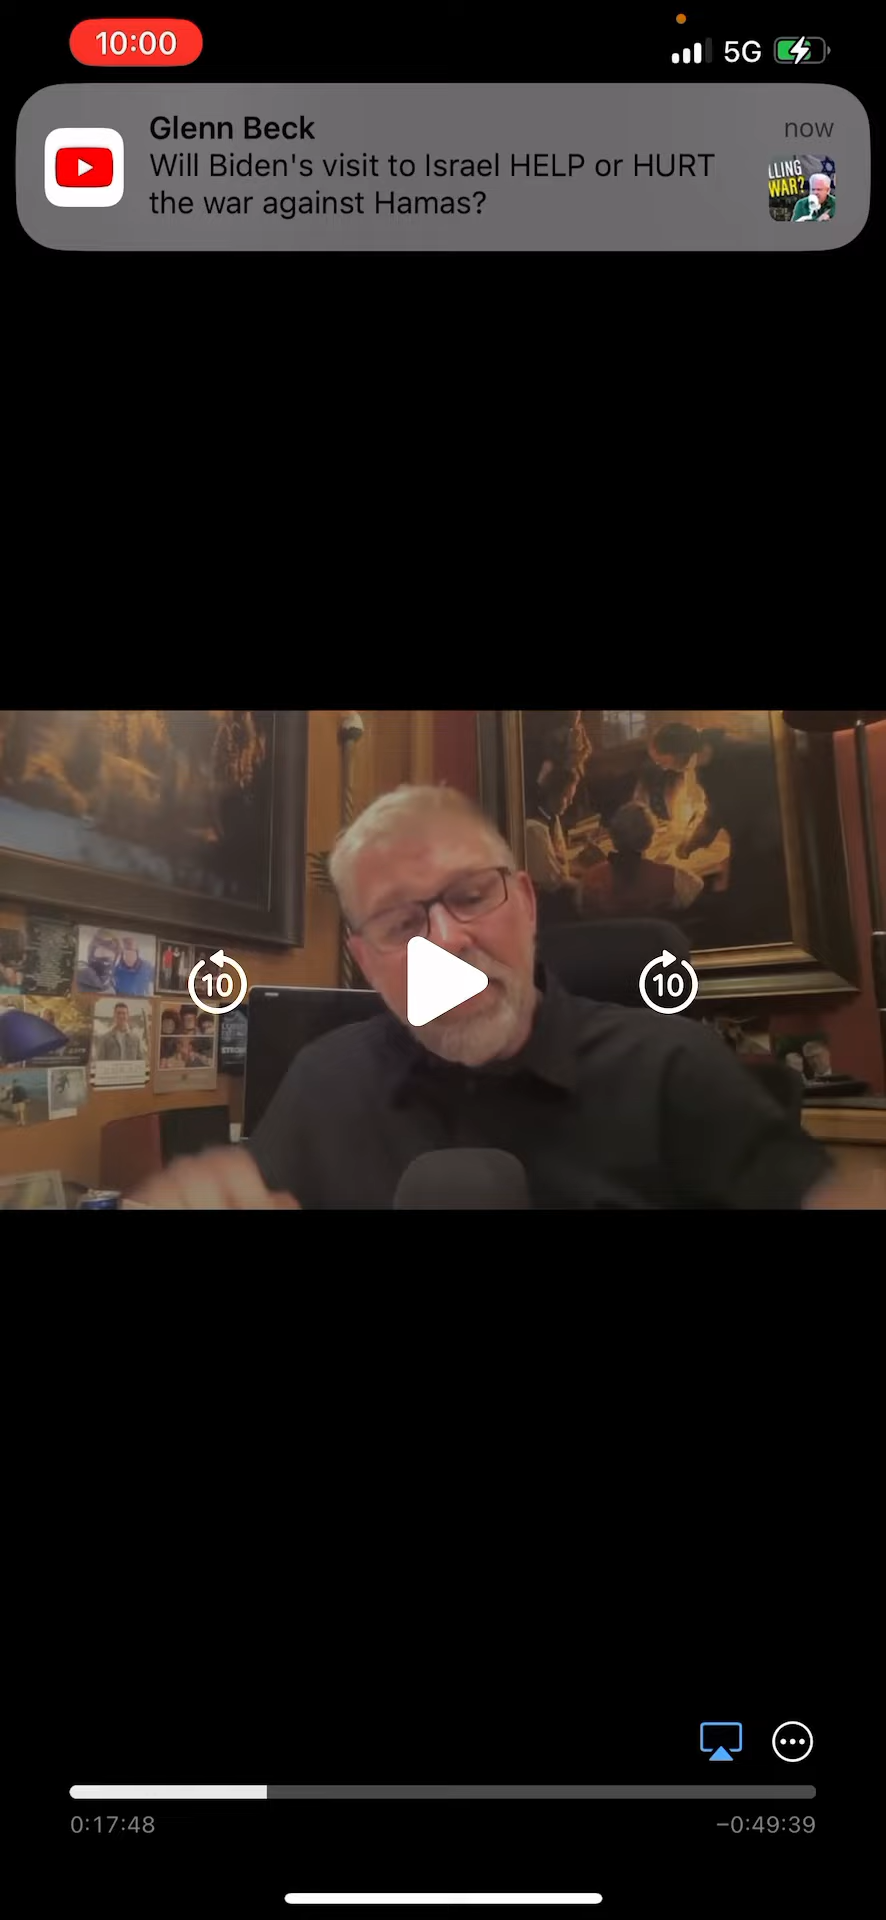 10:00
5G
Glenn Beck
now
Will Biden's visit to Israel HELP or HURT
the war against Hamas?
LLING
WAR?
10
10
0:17:48
−0:49:39